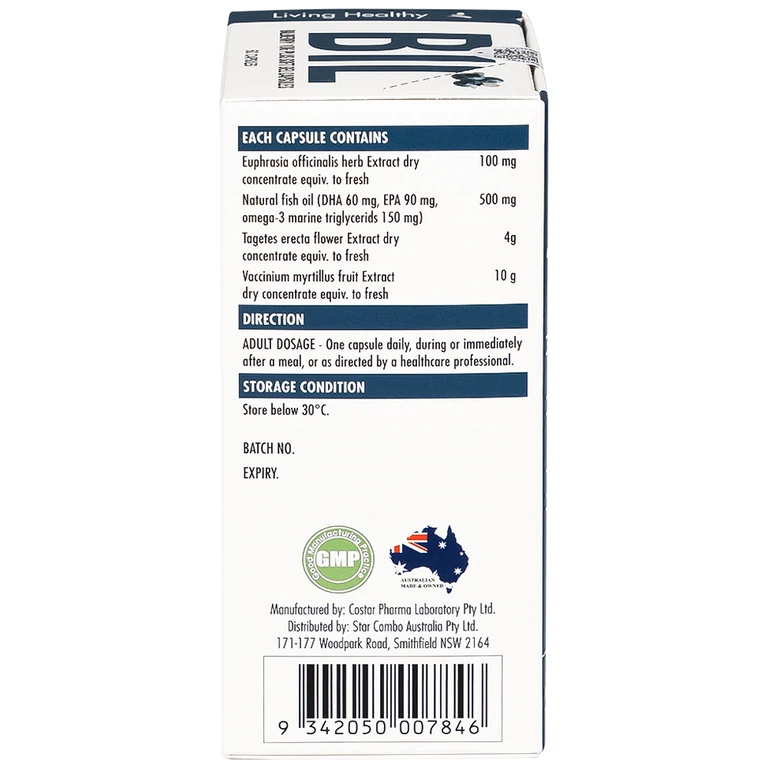 Living Healthy
BIL
EACH CAPSULE CONTAINS
Euphrasia officinalis herb Extract dry 100 mg
concentrate equiv. to fresh
Natural fish oil (DHA 60 mg, EPA 90 mg, 500 mg
omega-3 marine triglycerids 150 mg)
Tagetes erecta flower Extract dry 4g
concentrate equiv. to fresh
Vaccinium myrtillus fruit Extract 10 g
dry concentrate equiv. to fresh
DIRECTION
ADULT DOSAGE - One capsule daily, during or immediately
after a meal, or as directed by a healthcare professional.
STORAGE CONDITION
Store below 30°C.
BATCH NO.
EXPIRY.
Good Manufacturing Practice
GMP
AUSTRALIAN
MADE & OWNED
Manufactured by: Costar Pharma Laboratory Pty Ltd.
Distributed by: Star Combo Australia Pty Ltd.
171-177 Woodpark Road, Smithfield NSW 2164
9 342050 007846